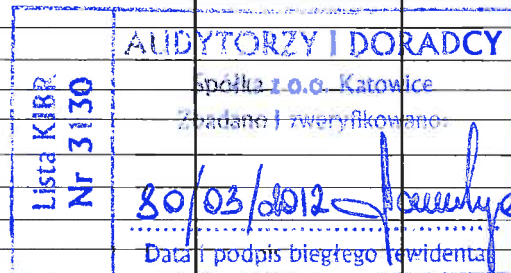 Lista KIBR
Nr 3130
AUDYTORZY I DORADCY
Spółka z.o.o. Katowice
Zbadano i zweryfikowano:
30/03/2012
Data i podpis biegłego rewidenta